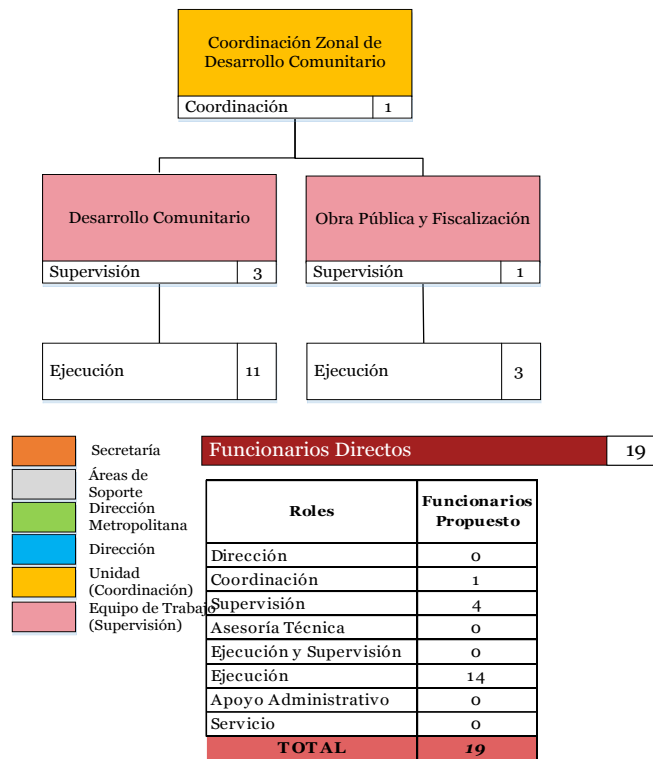 Coordinación Zonal de
Desarrollo Comunitario
Coordinación 1
Desarrollo Comunitario
Supervisión 3
Obra Pública y Fiscalización
Supervisión 1
Ejecución 11
Ejecución 3
Secretaría
Áreas de
Soporte
Dirección
Metropolitana
Dirección
Unidad
(Coordinación)
Equipo de Trabajo
(Supervisión)
Funcionarios Directos 19
Roles Funcionarios
Propuesto
Dirección 0
Coordinación 1
Supervisión 4
Asesoría Técnica 0
Ejecución y Supervisión 0
Ejecución 14
Apoyo Administrativo 0
Servicio 0
TOTAL 19